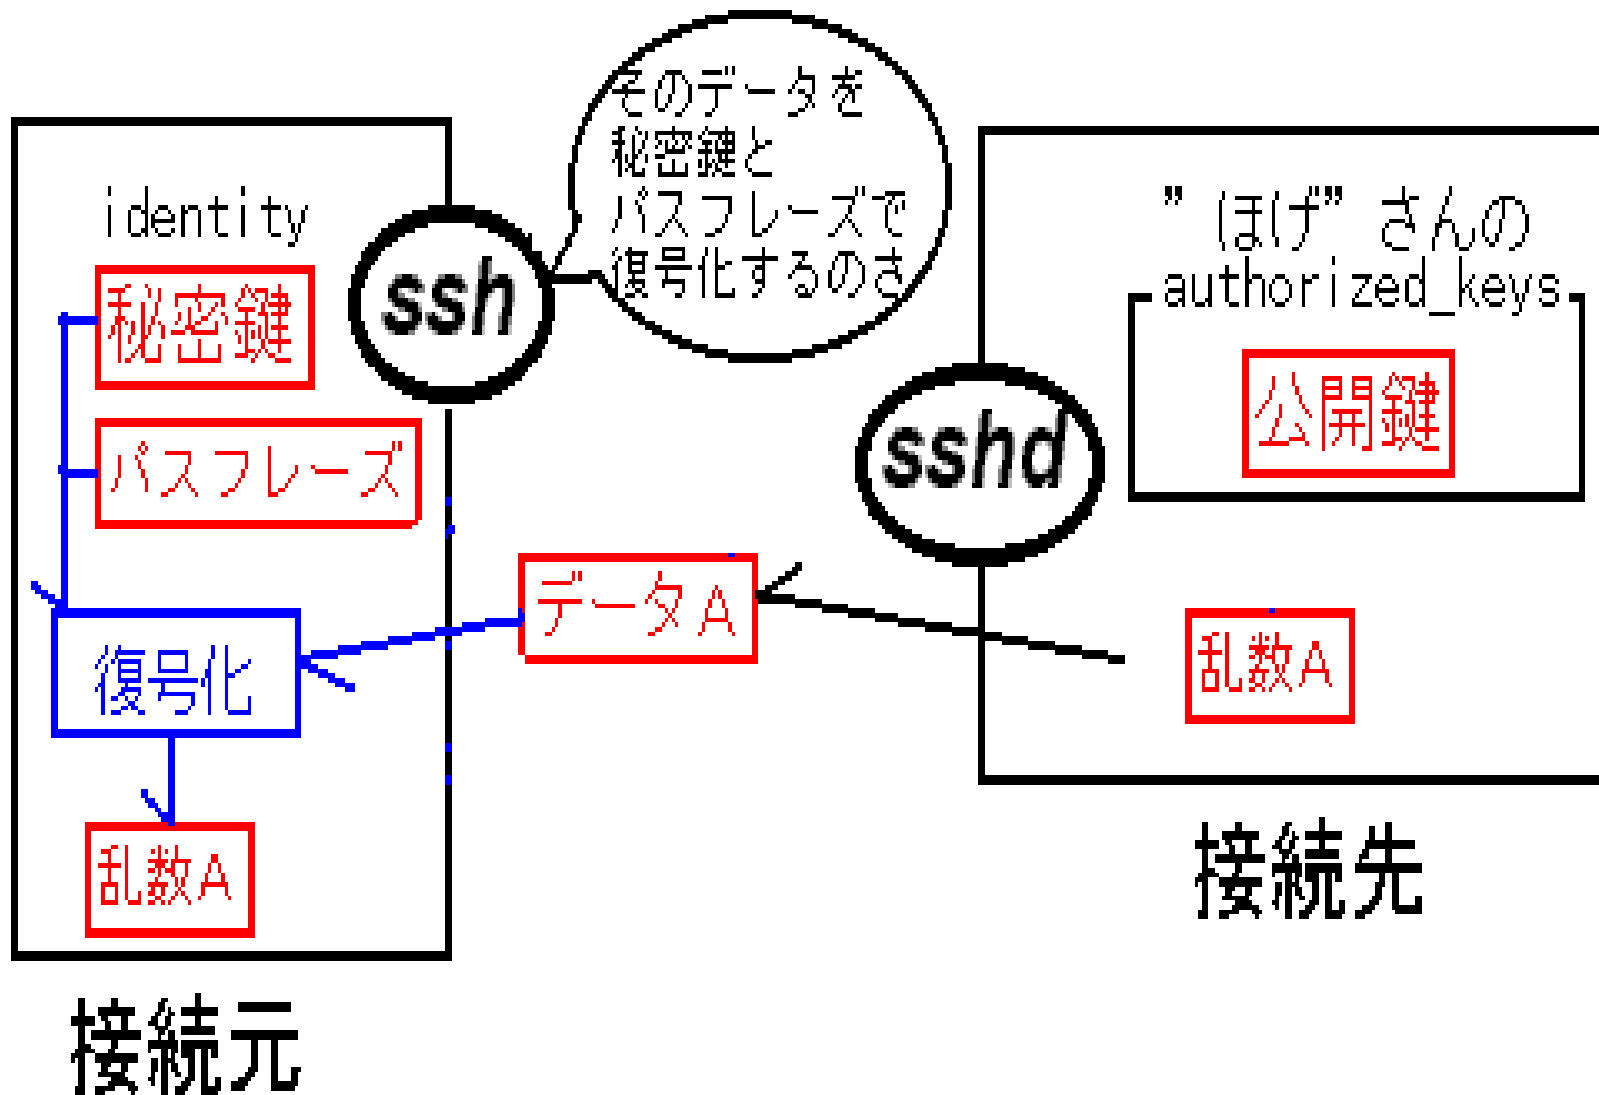 そのデータを
秘密鍵と
パスフレーズで
復号化するのさ
identity
秘密鍵
パスフレーズ
ssh
復号化
乱数A
接続元
データA
sshd
”ほげ”さんの
authorized_keys
公開鍵
乱数A
接続先